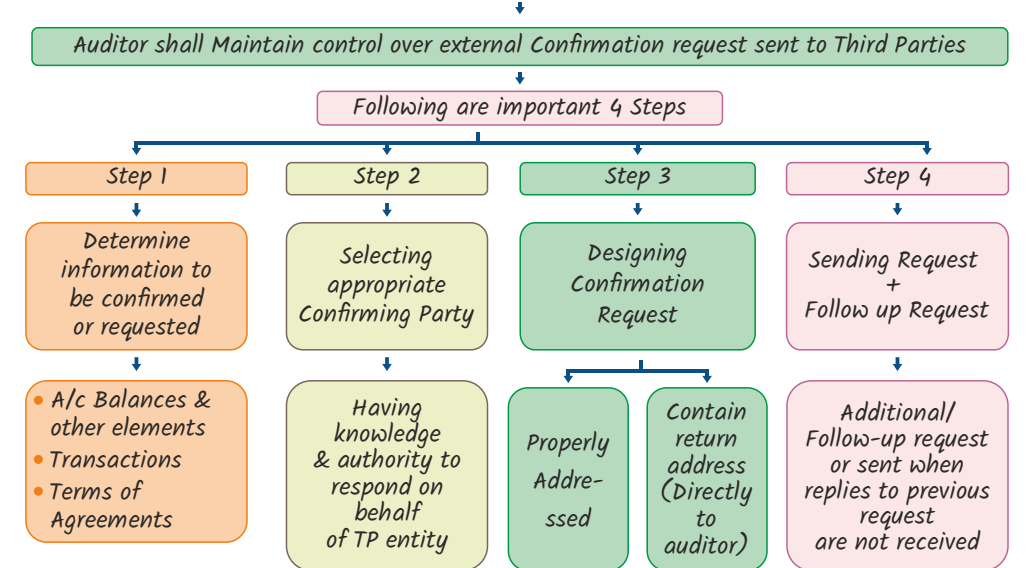 Auditor shall Maintain control over external Confirmation request sent to Third Parties
Following are important 4 Steps
Step 1
Determine
information to
be confirmed
or requested
A/c Balances &
other elements
Transactions
Terms of
Agreements
Step 2
Selecting
appropriate
Confirming Party
Having
knowledge
& authority to
respond on
behalf
of TP entity
Step 3
Designing
Confirmation
Request
Properly
Addre-
ssed
Contain
return
address
(Directly
to
auditor)
Step 4
Sending Request
+
Follow up Request
Additional/
Follow-up request
or sent when
replies to previous
request
are not received